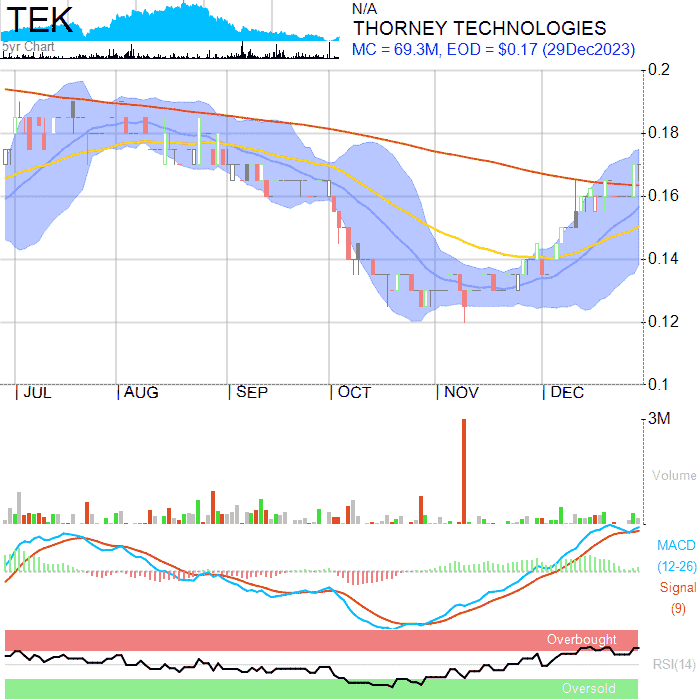 TEK
N/A
THORNEY TECHNOLOGIES
5yr Chart
MC = 69.3M, EOD = $0.17 (29Dec2023)
0.2
0.18
0.16
0.14
0.12
0.1
JUL AUG SEP OCT NOV DEC
3M
Volume
MACD
(12-26)
Signal
(9)
Overbought
RSI(14)
Oversold